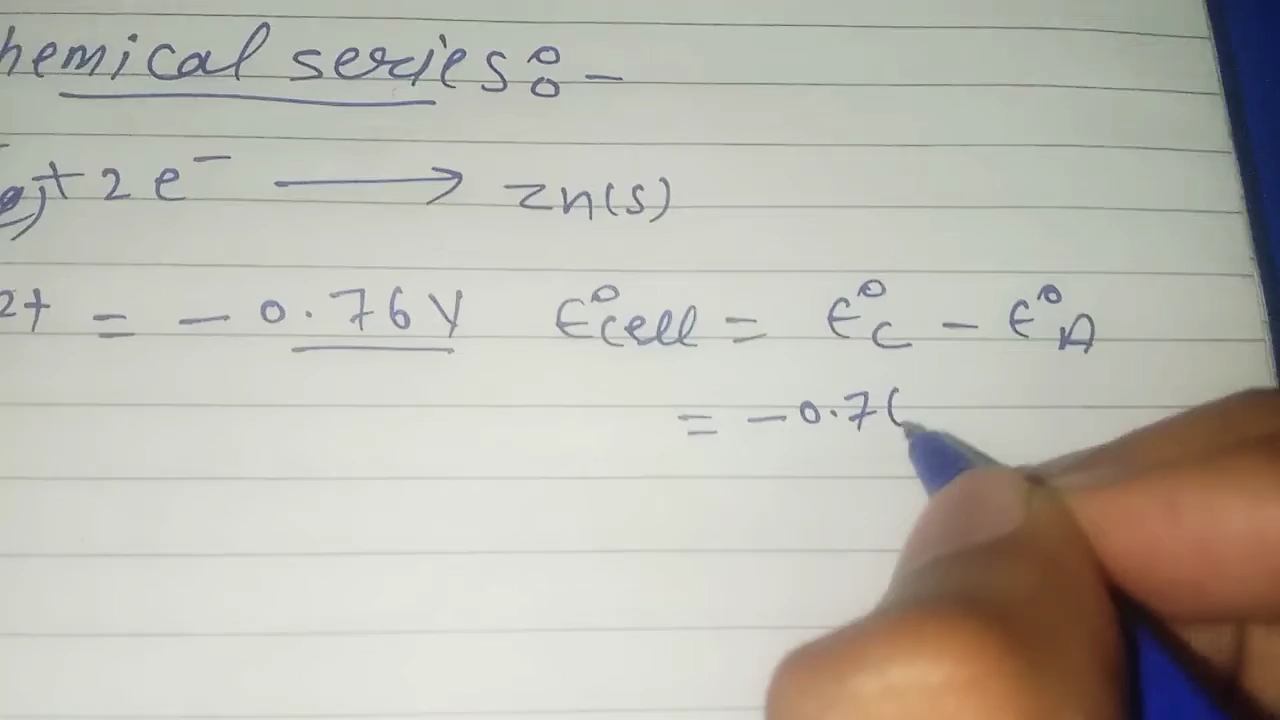 hemical series:-
+ 2e⁻ ⟶ Zn(s)
2+ = -0.76V E°cell = E°C - E°A
= -0.76